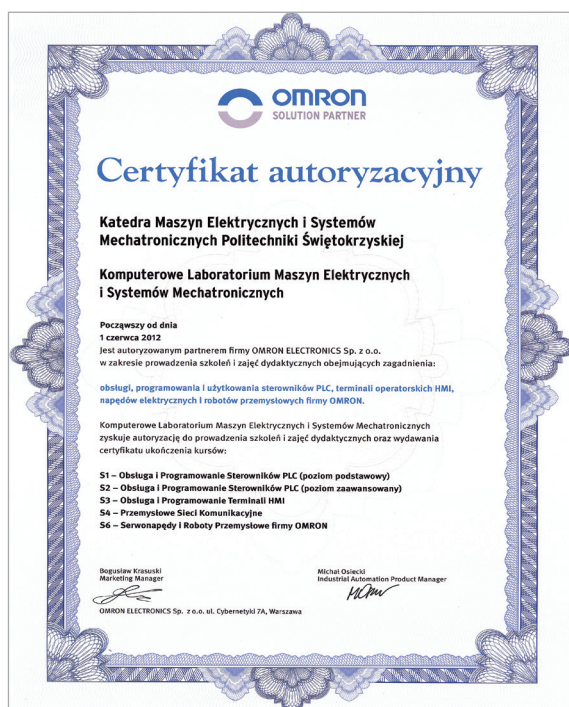 OMRON
SOLUTION PARTNER
Certyfikat autoryzacyjny
Katedra Maszyn Elektrycznych i Systemów
Mechatronicznych Politechniki Świętokrzyskiej
Komputerowe Laboratorium Maszyn Elektrycznych
i Systemów Mechatronicznych
Począwszy od dnia
1 czerwca 2012
Jest autoryzowanym partnerem firmy OMRON ELECTRONICS Sp. z o.o.
w zakresie prowadzenia szkoleń i zajęć dydaktycznych obejmujących zagadnienia:
obsługi, programowania i użytkowania sterowników PLC, terminali operatorskich HMI,
napędów elektrycznych i robotów przemysłowych firmy OMRON.
Komputerowe Laboratorium Maszyn Elektrycznych i Systemów Mechatronicznych
zyskuje autoryzację do prowadzenia szkoleń i zajęć dydaktycznych oraz wydawania
certyfikatu ukończenia kursów:
S1 – Obsługa i Programowanie Sterowników PLC (poziom podstawowy)
S2 – Obsługa i Programowanie Sterowników PLC (poziom zaawansowany)
S3 – Obsługa i Programowanie Terminali HMI
S4 – Przemysłowe Sieci Komunikacyjne
S6 – Serwonapędy i Roboty Przemysłowe firmy OMRON
Bogusław Krasuski
Marketing Manager
Michał Osiecki
Industrial Automation Product Manager
OMRON ELECTRONICS Sp. z o.o. ul. Cybernetyki 7A, Warszawa